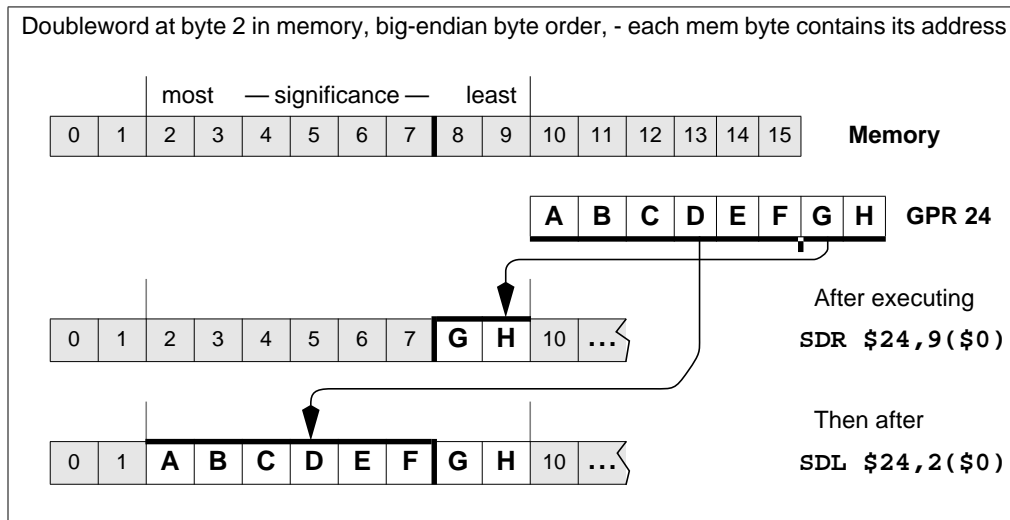 Doubleword at byte 2 in memory, big-endian byte order, - each mem byte contains its address
most — significance — least
0 1 2 3 4 5 6 7 8 9 10 11 12 13 14 15 Memory
A B C D E F G H GPR 24
After executing
0 1 2 3 4 5 6 7 G H 10 ...
SDR $24,9($0)
Then after
0 1 A B C D E F G H 10 ...
SDL $24,2($0)